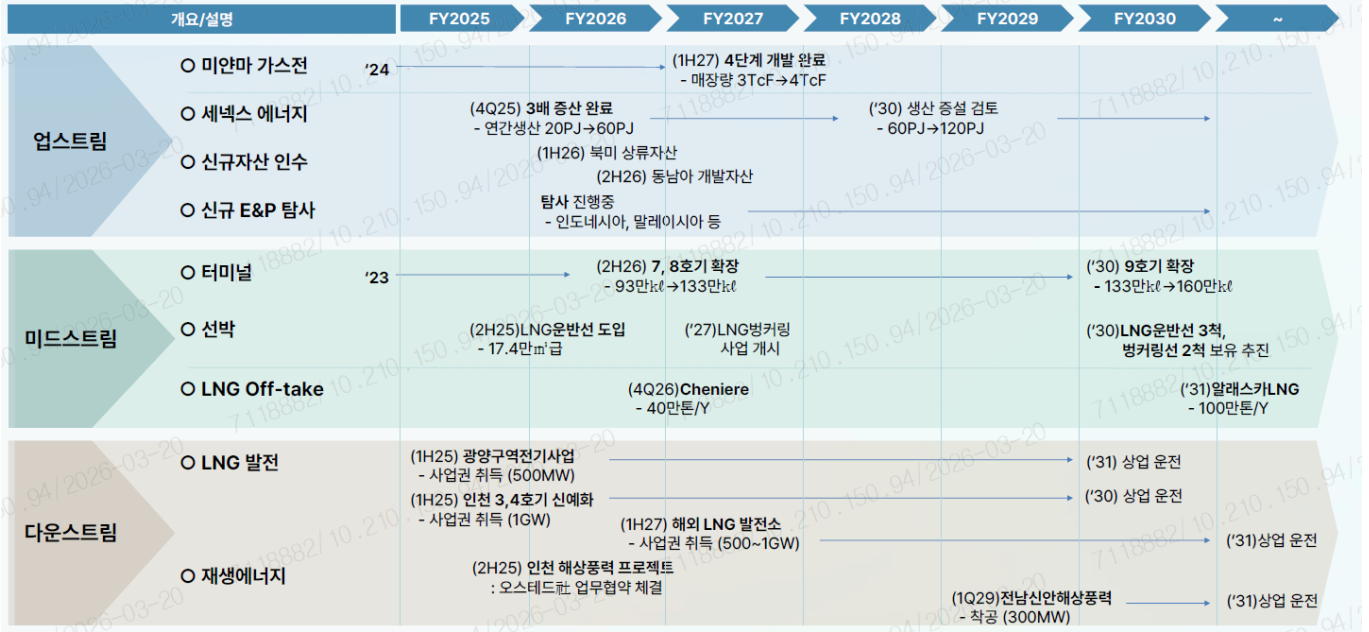 개요/설명 FY2025 FY2026 FY2027 FY2028 FY2029 FY2030 ~
업스트림
○ 미얀마 가스전 ‘24 (1H27) 4단계 개발 완료
- 매장량 3TcF→4TcF
○ 세넥스 에너지 (4Q25) 3배 증산 완료 (‘30) 생산 증설 검토
- 연간생산 20PJ→60PJ - 60PJ→120PJ
○ 신규자산 인수 (1H26) 북미 상류자산
(2H26) 동남아 개발자산
○ 신규 E&P 탐사 탐사 진행중
- 인도네시아, 말레이시아 등
미드스트림
○ 터미널 ‘23 (2H26) 7, 8호기 확장 (‘30) 9호기 확장
- 93만㎘→133만㎘ - 133만㎘→160만㎘
○ 선박 (2H25)LNG운반선 도입 (‘27)LNG벙커링 (‘30)LNG운반선 3척,
- 17.4만㎥급 사업 개시 벙커링선 2척 보유 추진
○ LNG Off-take (4Q26)Cheniere (‘31)알래스카LNG
- 40만톤/Y - 100만톤/Y
다운스트림
○ LNG 발전 (1H25) 광양구역전기사업 (‘31) 상업 운전
- 사업권 취득 (500MW)
(1H25) 인천 3,4호기 신예화 (‘30) 상업 운전
- 사업권 취득 (1GW)
(1H27) 해외 LNG 발전소
- 사업권 취득 (500~1GW) (‘31)상업 운전
○ 재생에너지 (2H25) 인천 해상풍력 프로젝트
: 오스테드社 업무협약 체결
(1Q29)전남신안해상풍력 (‘31)상업 운전
- 착공 (300MW)
7118882/10.210.150.94/2026-03-20